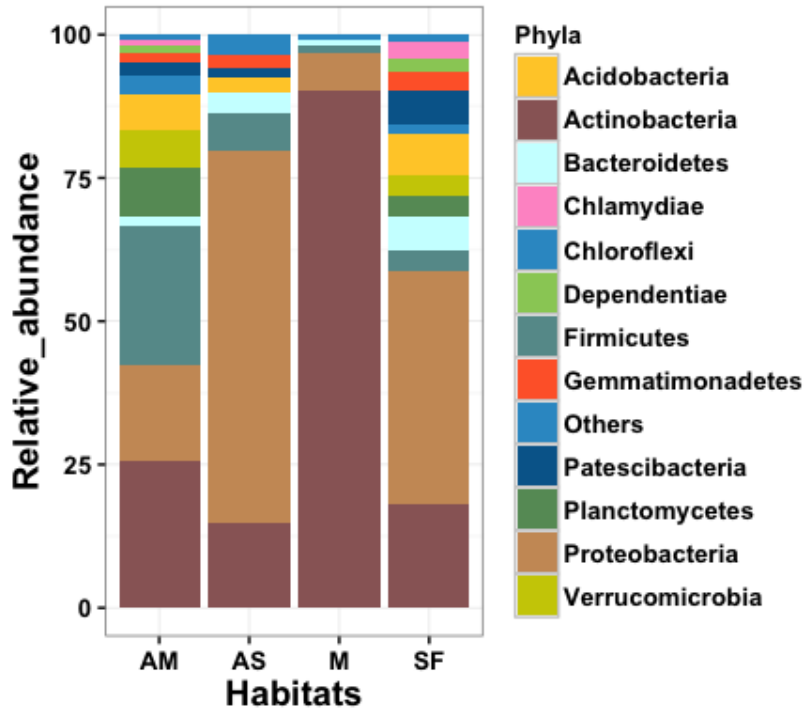 Relative_abundance
100
75
50
25
0
AM AS M SF
Habitats
Phyla
Acidobacteria
Actinobacteria
Bacteroidetes
Chlamydiae
Chloroflexi
Dependentiae
Firmicutes
Gemmatimonadetes
Others
Patescibacteria
Planctomycetes
Proteobacteria
Verrucomicrobia